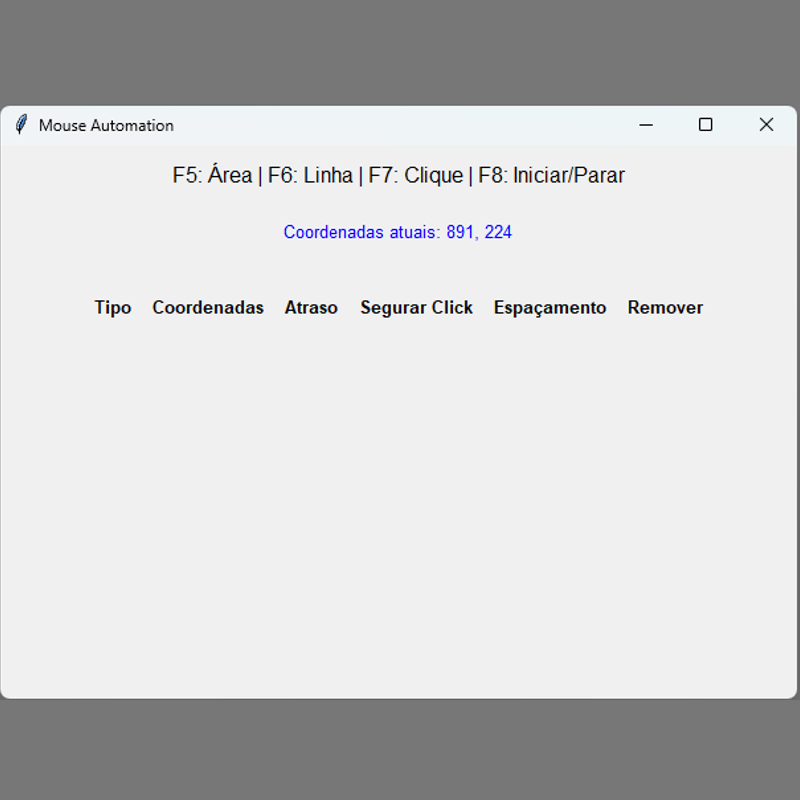 Mouse Automation
F5: Área | F6: Linha | F7: Clique | F8: Iniciar/Parar
Coordenadas atuais: 891, 224
Tipo Coordenadas Atraso Segurar Click Espaçamento Remover